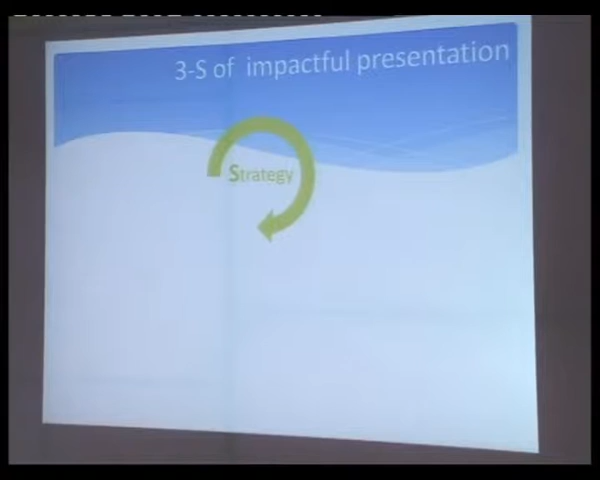 3-S of impactful presentation
Strategy